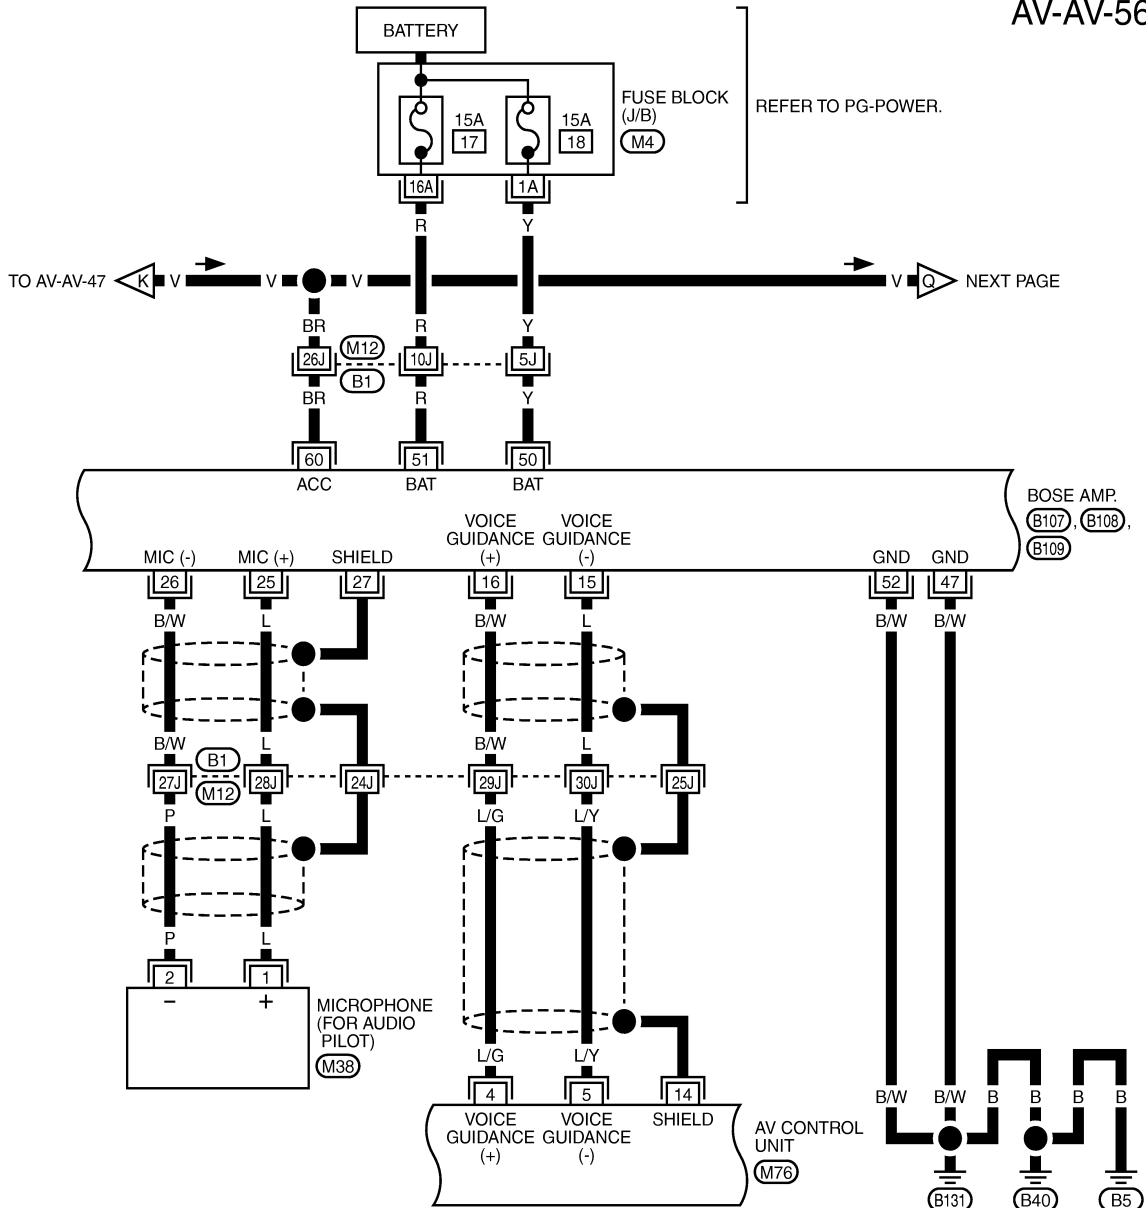 AV-AV-56
BATTERY
FUSE BLOCK
(J/B)
M4
REFER TO PG-POWER.
15A
17
15A
18
16A
1A
R
Y
TO AV-AV-47
K
V
V
V
V
Q
NEXT PAGE
BR
R
Y
26J
M12
B1
10J
5J
BR
R
Y
60
51
50
ACC
BAT
BAT
BOSE AMP.
B107, B108,
B109
MIC (-)
MIC (+)
SHIELD
VOICE
GUIDANCE
(+)
VOICE
GUIDANCE
(-)
GND
GND
26
25
27
16
15
52
47
B/W
L
B/W
L
B/W
B/W
B/W
L
B/W
L
27J
B1
M12
28J
24J
29J
30J
25J
P
L
L/G
L/Y
P
L
2
1
−
+
MICROPHONE
(FOR AUDIO
PILOT)
M38
L/G
L/Y
4
5
14
VOICE
GUIDANCE
(+)
VOICE
GUIDANCE
(-)
SHIELD
AV CONTROL
UNIT
M76
B/W
B/W
B
B
B
B
B131
B40
B5